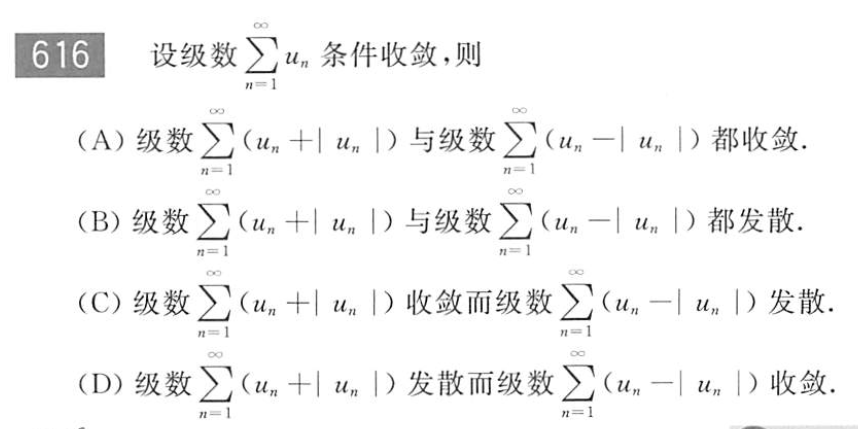 616 设级数 $\sum_{n=1}^{\infty} u_n$ 条件收敛,则
(A) 级数 $\sum_{n=1}^{\infty} (u_n + | u_n |)$ 与级数 $\sum_{n=1}^{\infty} (u_n - | u_n |)$ 都收敛.
(B) 级数 $\sum_{n=1}^{\infty} (u_n + | u_n |)$ 与级数 $\sum_{n=1}^{\infty} (u_n - | u_n |)$ 都发散.
(C) 级数 $\sum_{n=1}^{\infty} (u_n + | u_n |)$ 收敛而级数 $\sum_{n=1}^{\infty} (u_n - | u_n |)$ 发散.
(D) 级数 $\sum_{n=1}^{\infty} (u_n + | u_n |)$ 发散而级数 $\sum_{n=1}^{\infty} (u_n - | u_n |)$ 收敛.